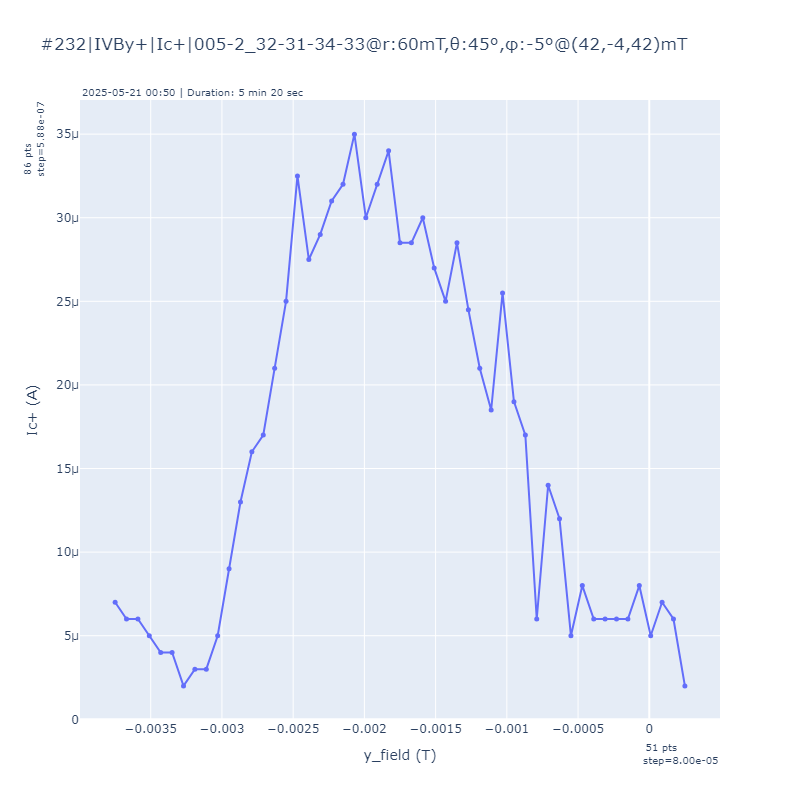 #232|IVBy+|Ic+|005-2_32-31-34-33@r:60mT,θ:45º,φ:-5º@(42,-4,42)mT
2025-05-21 00:50 | Duration: 5 min 20 sec
86 pts
step=5.88e-07
35μ
30μ
25μ
20μ
15μ
10μ
5μ
0
Ic+ (A)
−0.0035
−0.003
−0.0025
−0.002
−0.0015
−0.001
−0.0005
0
y_field (T)
51 pts
step=8.00e-05